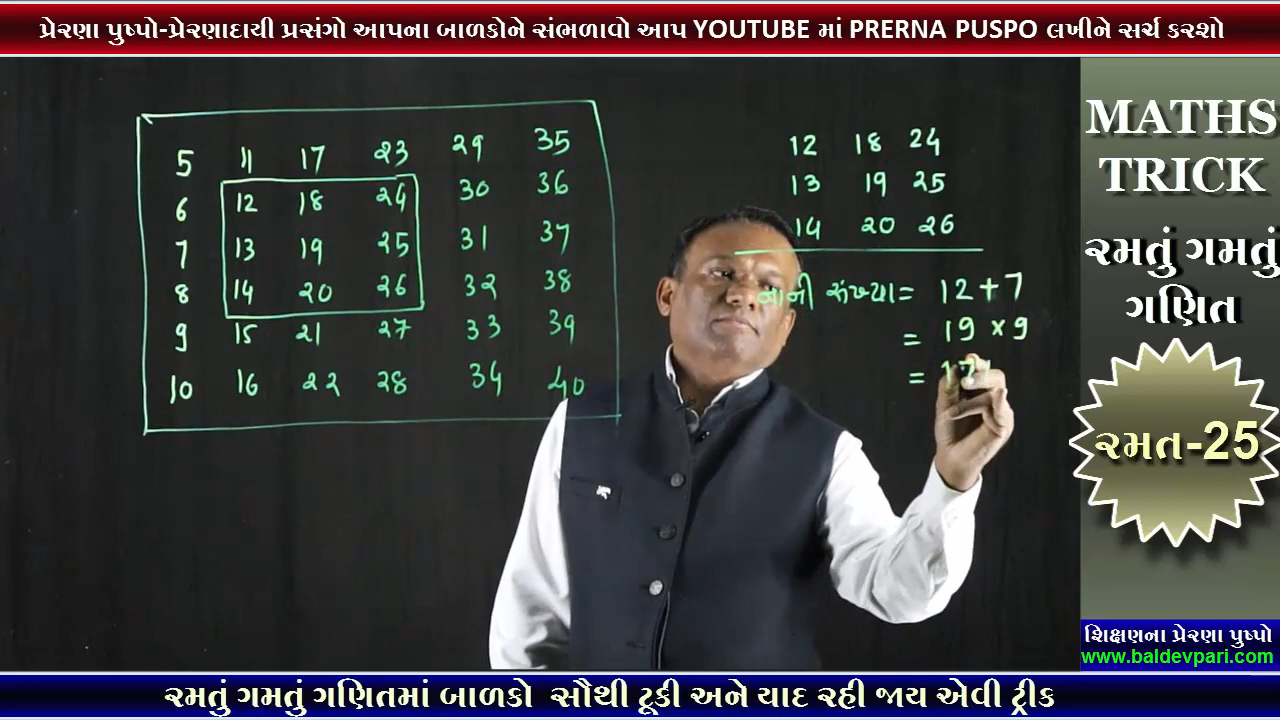 પ્રેરણા પુષ્પો-પ્રેરણાદાયી પ્રસંગો આપના બાળકોને સંભળાવો આપ YOUTUBE માં PRERNA PUSPO લખીને સર્ચ કરશો
5 11 17 23 29 35
6 12 18 24 30 36
7 13 19 25 31 37
8 14 20 26 32 38
9 15 21 27 33 39
10 16 22 28 34 40
12 18 24
13 19 25
14 20 26
નાની સંખ્યા = 12 + 7
= 19 × 9
= 17
MATHS
TRICK
રમતું ગમતું
ગણિત
રમત-25
શિક્ષણના પ્રેરણા પુષ્પો
www.baldevpari.com
રમતું ગમતું ગણિતમાં બાળકો સૌથી ટૂકી અને યાદ રહી જાય એવી ટ્રીક